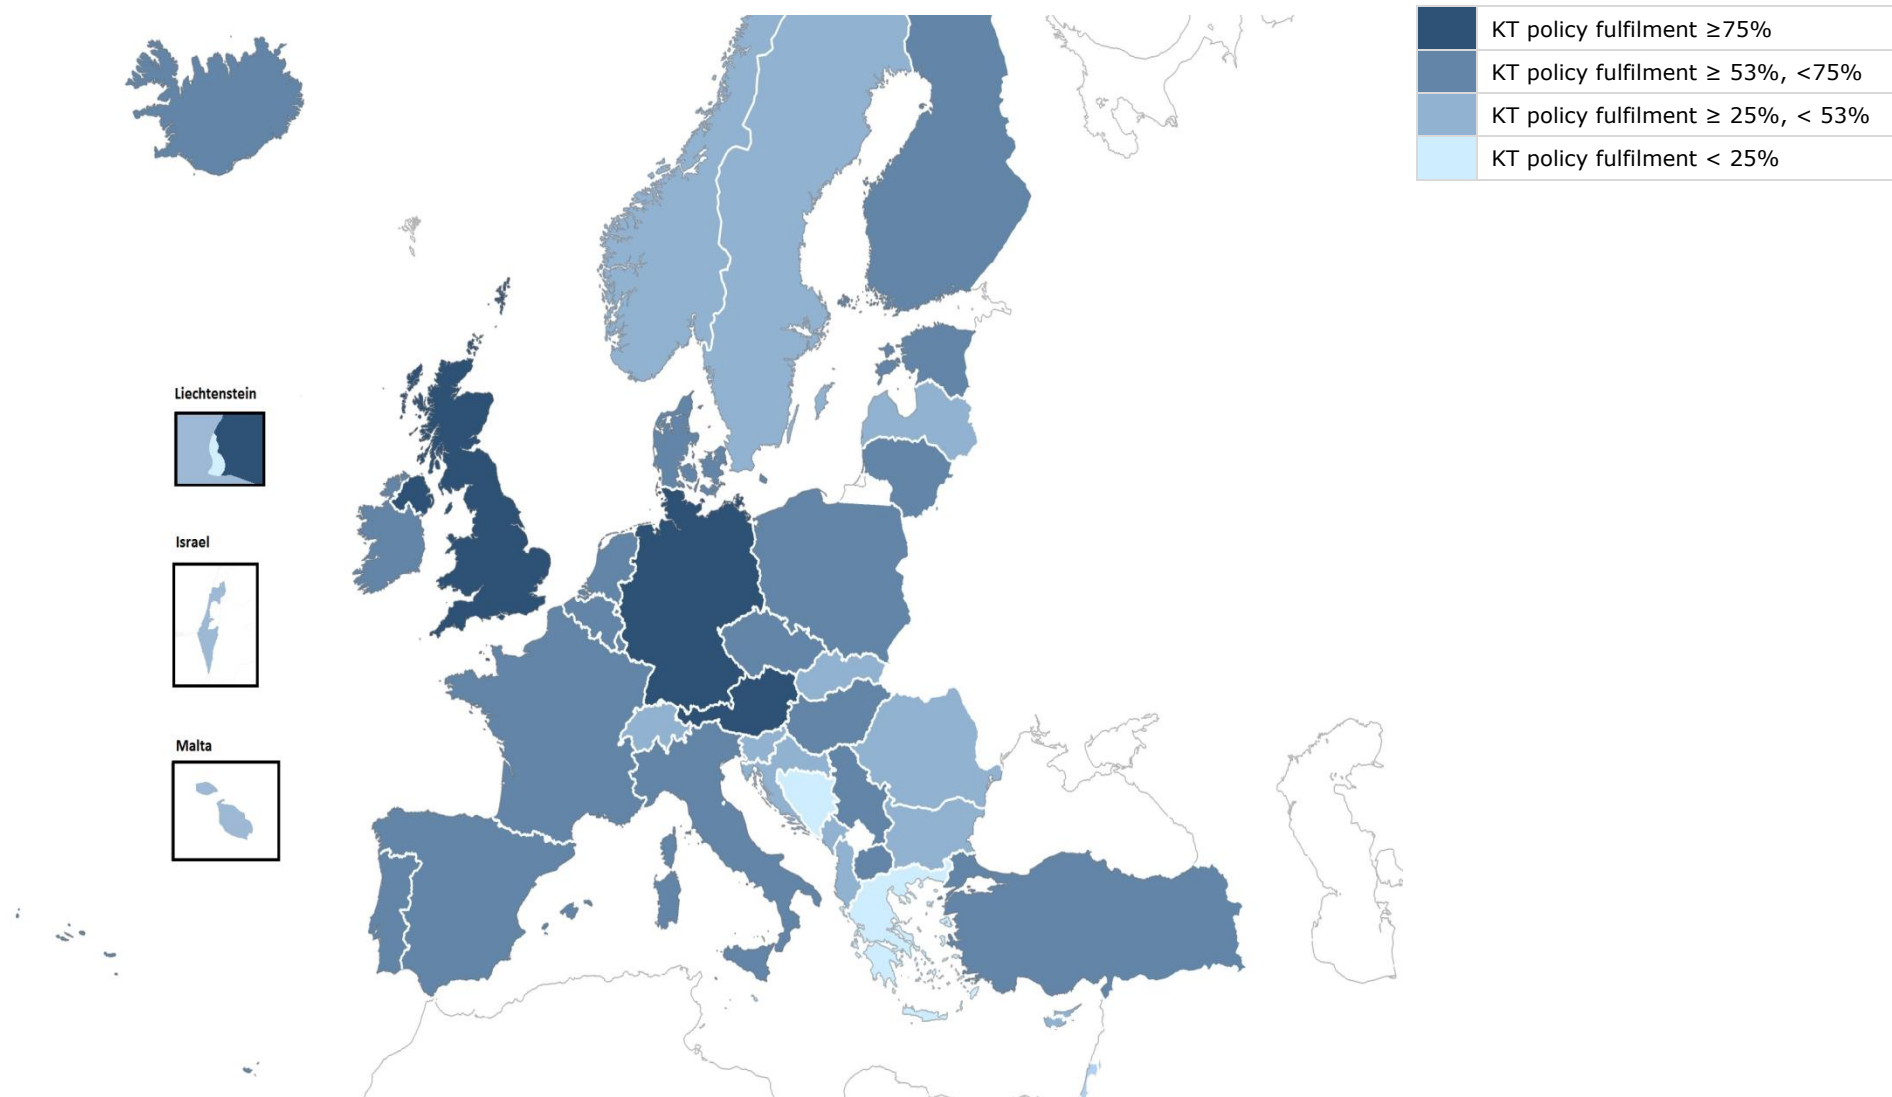 KT policy fulfilment ≥75%
KT policy fulfilment ≥ 53%, <75%
KT policy fulfilment ≥ 25%, < 53%
KT policy fulfilment < 25%
Liechtenstein
Israel
Malta